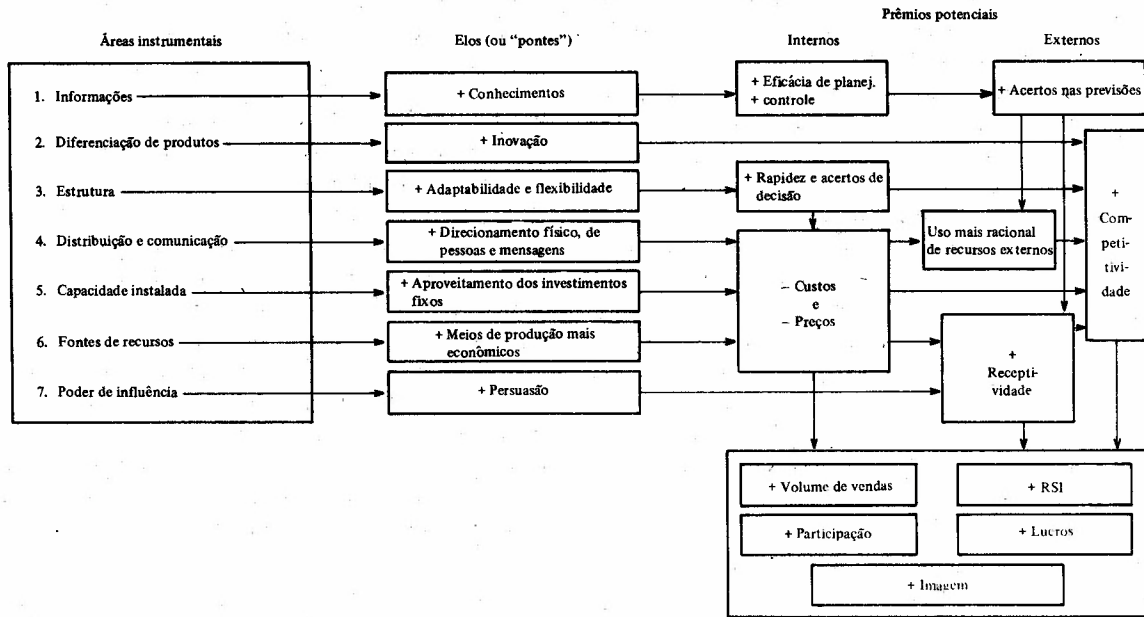 Prêmios potenciais
Áreas instrumentais
Elos (ou “pontes”)
Internos
Externos
1. Informações
+ Conhecimentos
+ Eficácia de planej.
+ controle
+ Acertos nas previsões
2. Diferenciação de produtos
+ Inovação
3. Estrutura
+ Adaptabilidade e flexibilidade
+ Rapidez e acertos de
decisão
+
Com-
petiti-
vidade
4. Distribuição e comunicação
+ Direcionamento físico, de
pessoas e mensagens
Uso mais racional
de recursos externos
5. Capacidade instalada
+ Aproveitamento dos investimentos
fixos
– Custos
e
– Preços
6. Fontes de recursos
+ Meios de produção mais
econômicos
+
Recepti-
vidade
7. Poder de influência
+ Persuasão
+ Volume de vendas
+ RSI
+ Participação
+ Lucros
+ Imagem